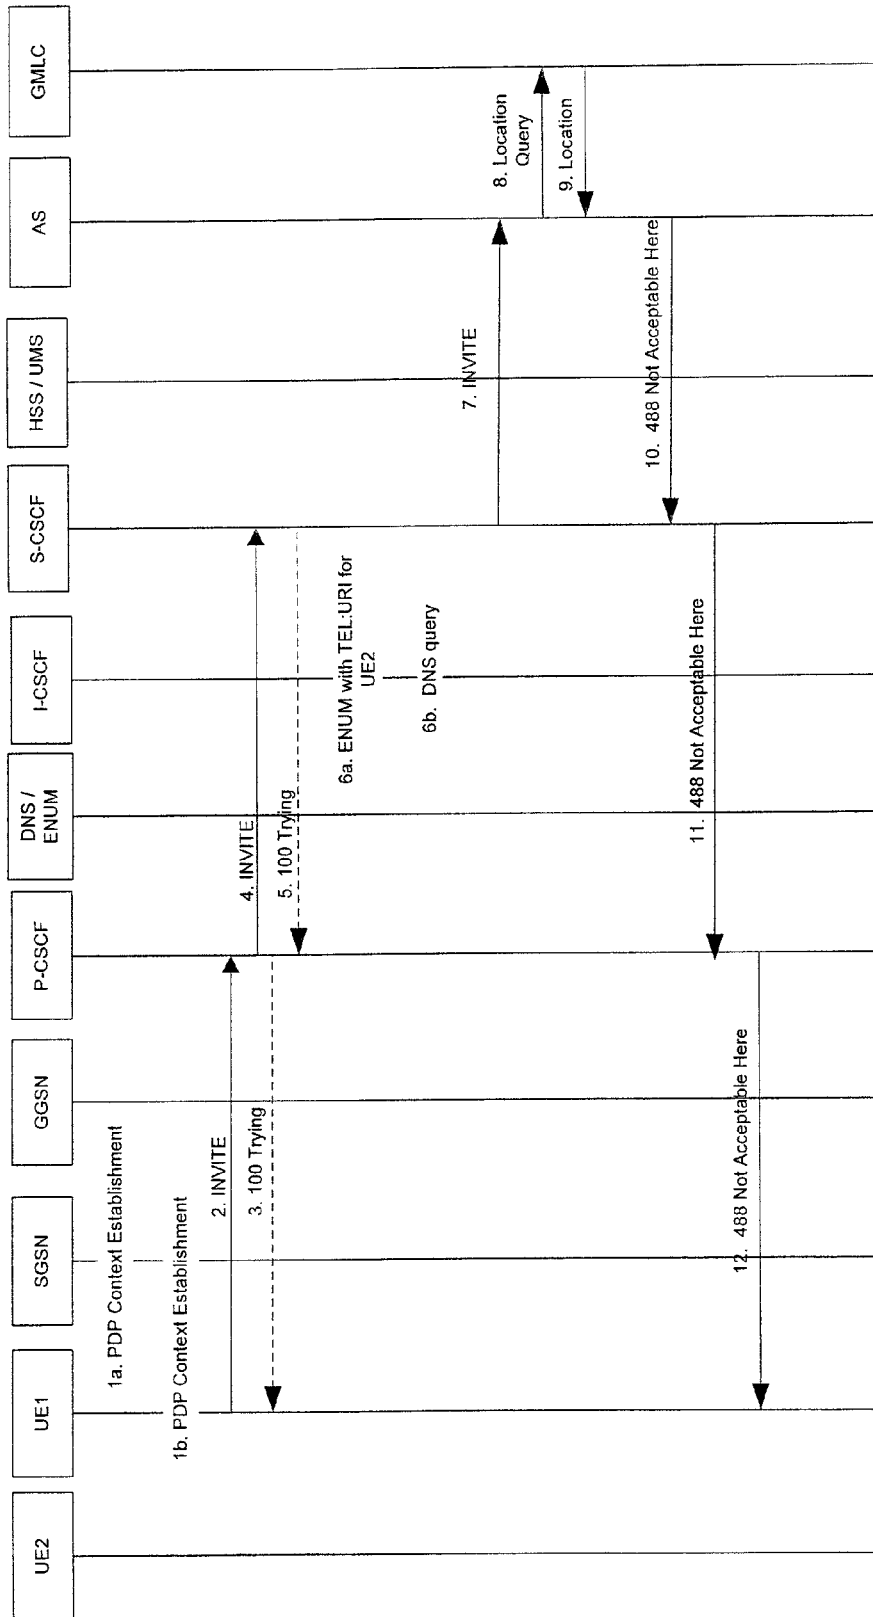 UE2
UE1
SGSN
GGSN
P-CSCF
DNS /
ENUM
I-CSCF
S-CSCF
HSS / UMS
AS
GMLC
1a. PDP Context Establishment
1b. PDP Context Establishment
2. INVITE
3. 100 Trying
4. INVITE
5. 100 Trying
6a. ENUM with TEL:URI for
UE2
6b. DNS query
7. INVITE
8. Location
Query
9. Location
10. 488 Not Acceptable Here
11. 488 Not Acceptable Here
12. 488 Not Acceptable Here